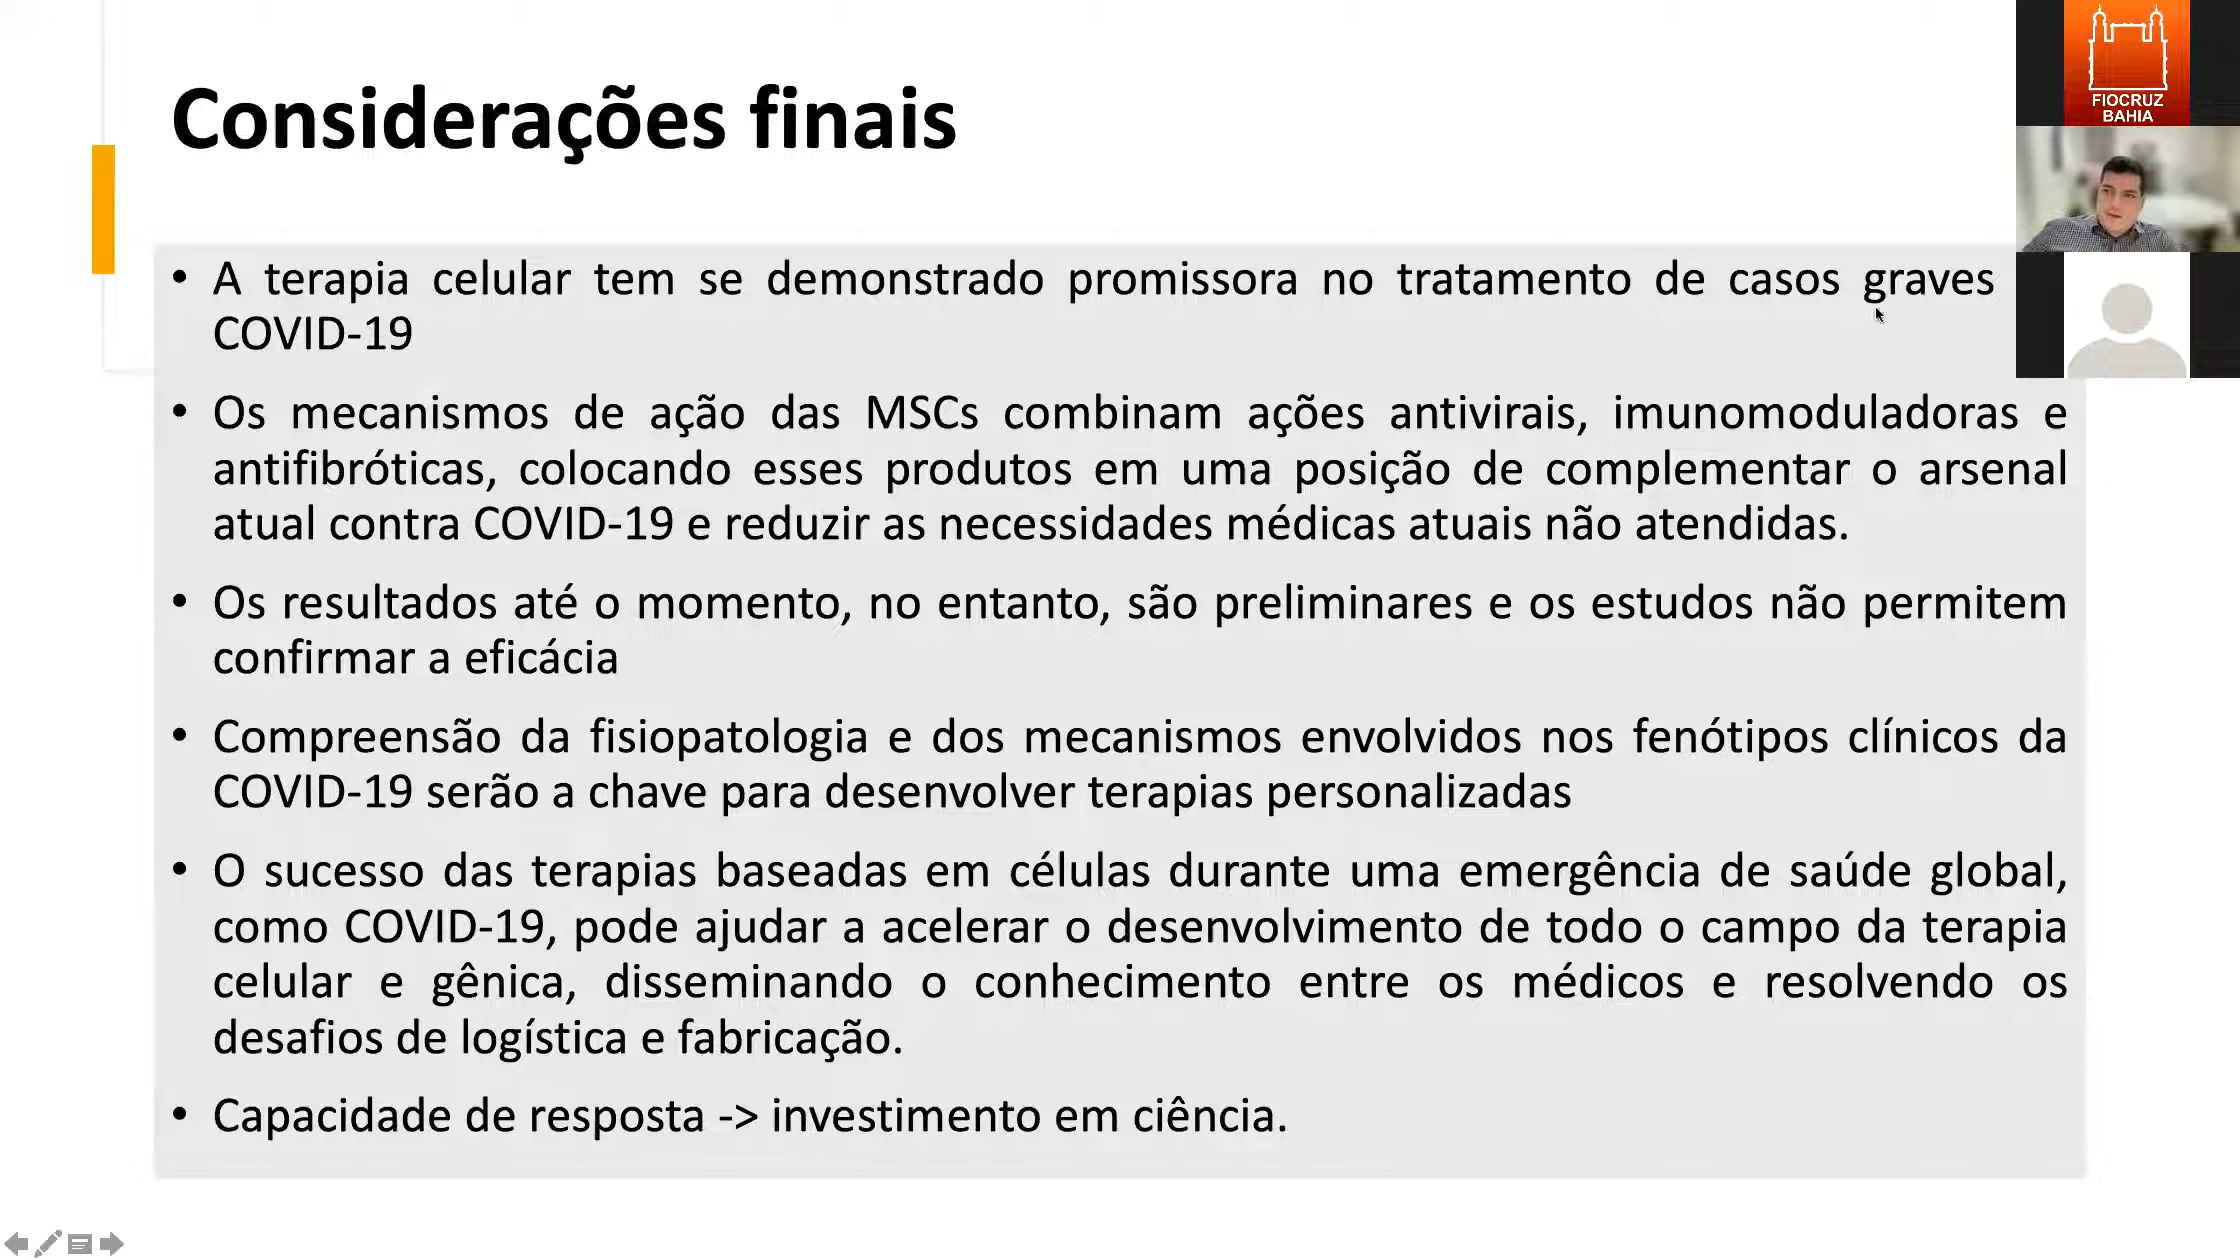 Considerações finais
FIOCRUZ
BAHIA
• A terapia celular tem se demonstrado promissora no tratamento de casos graves
COVID-19
• Os mecanismos de ação das MSCs combinam ações antivirais, imunomoduladoras e
antifibróticas, colocando esses produtos em uma posição de complementar o arsenal
atual contra COVID-19 e reduzir as necessidades médicas atuais não atendidas.
• Os resultados até o momento, no entanto, são preliminares e os estudos não permitem
confirmar a eficácia
• Compreensão da fisiopatologia e dos mecanismos envolvidos nos fenótipos clínicos da
COVID-19 serão a chave para desenvolver terapias personalizadas
• O sucesso das terapias baseadas em células durante uma emergência de saúde global,
como COVID-19, pode ajudar a acelerar o desenvolvimento de todo o campo da terapia
celular e gênica, disseminando o conhecimento entre os médicos e resolvendo os
desafios de logística e fabricação.
• Capacidade de resposta -> investimento em ciência.